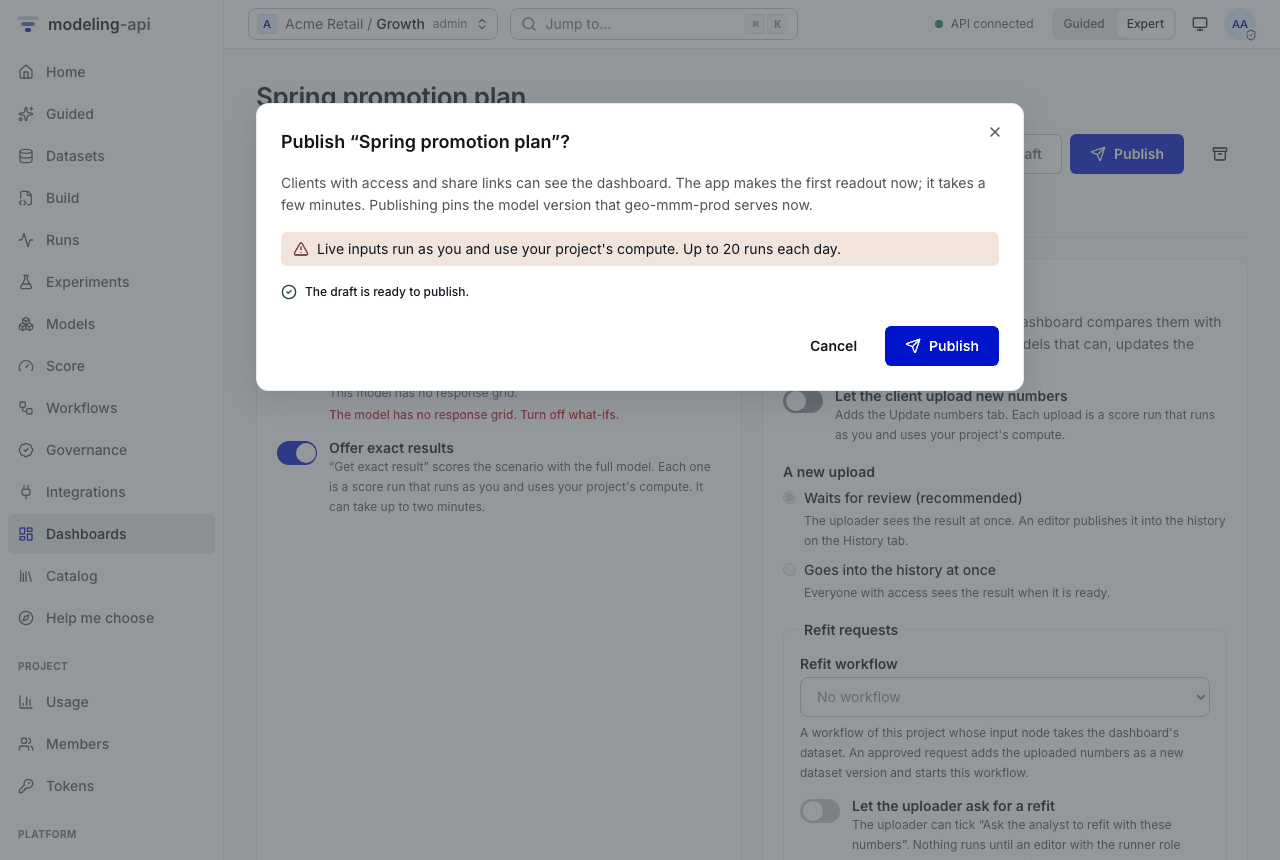 modeling-api
A Acme Retail / Growth admin
Jump to...
⌘ K
API connected
Guided Expert
AA
Home
Guided
Datasets
Build
Runs
Experiments
Models
Score
Workflows
Governance
Integrations
Dashboards
Catalog
Help me choose
PROJECT
Usage
Members
Tokens
PLATFORM
Spring promotion plan
Publish
Publish “Spring promotion plan”?
Clients with access and share links can see the dashboard. The app makes the first readout now; it takes a
few minutes. Publishing pins the model version that geo-mmm-prod serves now.
Live inputs run as you and use your project's compute. Up to 20 runs each day.
The draft is ready to publish.
Cancel Publish
This model has no response grid.
The model has no response grid. Turn off what-ifs.
Offer exact results
“Get exact result” scores the scenario with the full model. Each one
is a score run that runs as you and uses your project's compute. It
can take up to two minutes.
dashboard compares them with
models that can, updates the
Let the client upload new numbers
Adds the Update numbers tab. Each upload is a score run that runs
as you and uses your project's compute.
A new upload
Waits for review (recommended)
The uploader sees the result at once. An editor publishes it into the history
on the History tab.
Goes into the history at once
Everyone with access sees the result when it is ready.
Refit requests
Refit workflow
No workflow
A workflow of this project whose input node takes the dashboard's
dataset. An approved request adds the uploaded numbers as a new
dataset version and starts this workflow.
Let the uploader ask for a refit
The uploader can tick “Ask the analyst to refit with these
numbers”. Nothing runs until an editor with the runner role